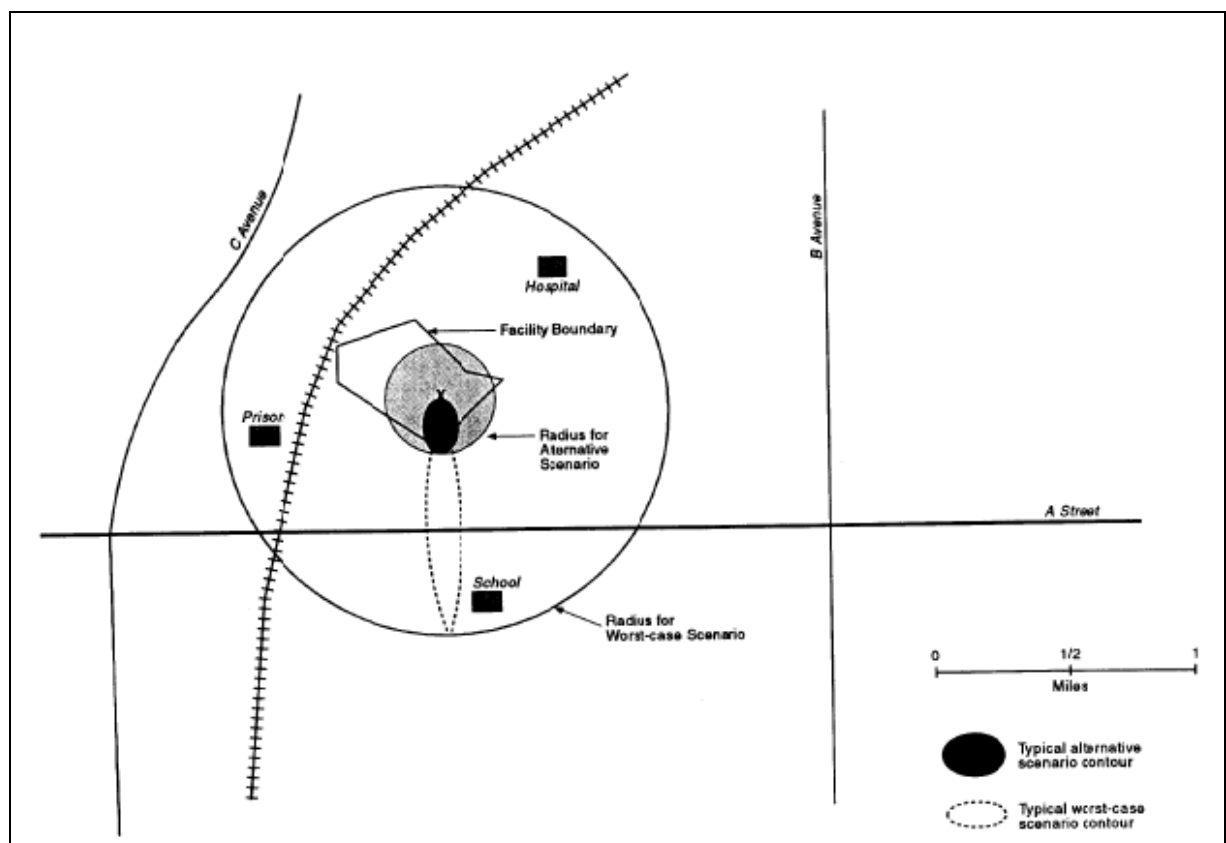 C Avenue
B Avenue
Hospital
Facility Boundary
Prison
X
Radius for
Aternative
Scenario
A Street
School
Radius for
Worst-case Scenario
0 1/2 1
Miles
Typical alternative
scenario contour
Typical worst-case
scenario contour